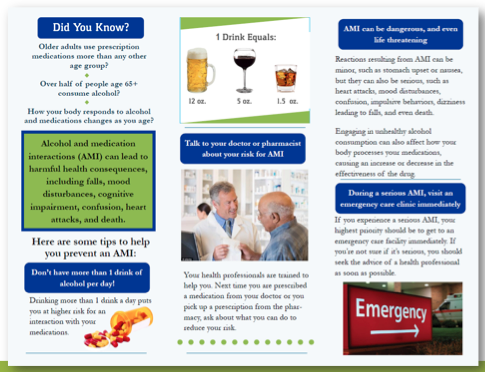 Did You Know?
Older adults use prescription
medications more than any other
age group?
Over half of people age 65+
consume alcohol?
How your body responds to alcohol
and medications changes as you age?
Alcohol and medication
interactions (AMI) can lead to
harmful health consequences,
including falls, mood
disturbances, cognitive
impairment, confusion, heart
attacks, and death.
Here are some tips to help
you prevent an AMI:
Don't have more than 1 drink of
alcohol per day!
Drinking more than 1 drink a day puts
you at higher risk for an
interaction with your
medications.
1 Drink Equals:
12 oz. 5 oz. 1.5 oz.
Talk to your doctor or pharmacist
about your risk for AMI
Your health professionals are trained to
help you. Next time you are prescribed
a medication from your doctor or you
pick up a prescription from the phar-
macy, ask about what you can do to
reduce your risk.
AMI can be dangerous, and even
life threatening
Reactions resulting from AMI can be
minor, such as stomach upset or nausea,
but they can also be serious, such as
heart attacks, mood disturbances,
confusion, impulsive behaviors, dizziness
leading to falls, and even death.
Engaging in unhealthy alcohol
consumption can also affect how your
body processes your medications,
causing an increase or decrease in the
effectiveness of the drug.
During a serious AMI, visit an
emergency care clinic immediately
If you experience a serious AMI, your
highest priority should be to get to an
emergency care facility immediately. If
you're not sure if it's serious, you should
seek the advice of a health professional
as soon as possible.
Emergency